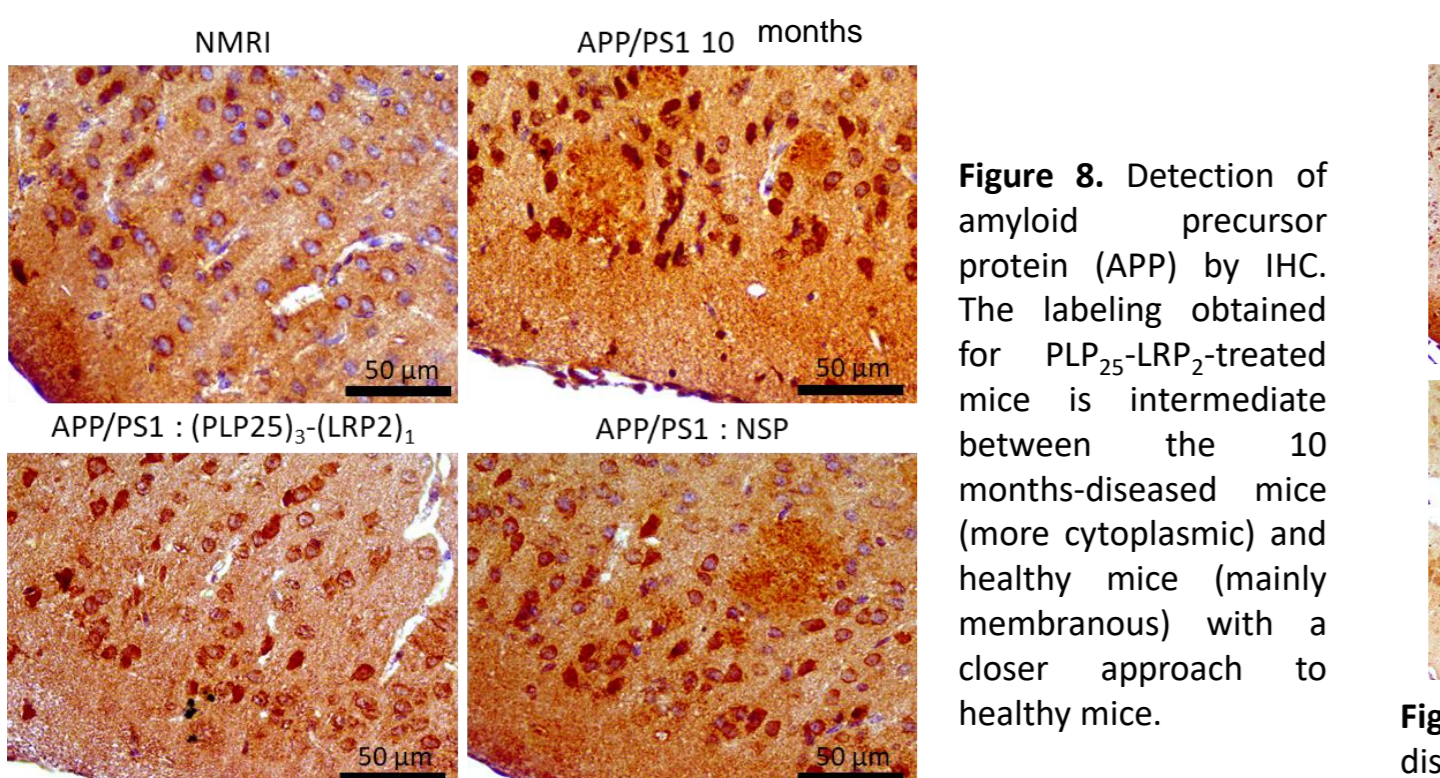 NMRI
APP/PS1 10 months
50 µm
50 µm
APP/PS1 : (PLP25)₃-(LRP2)₁
APP/PS1 : NSP
50 µm
50 µm
Figure 8. Detection of
amyloid precursor
protein (APP) by IHC.
The labeling obtained
for PLP₂₅-LRP₂-treated
mice is intermediate
between the 10
months-diseased mice
(more cytoplasmic) and
healthy mice (mainly
membranous) with a
closer approach to
healthy mice.
Fig
dis